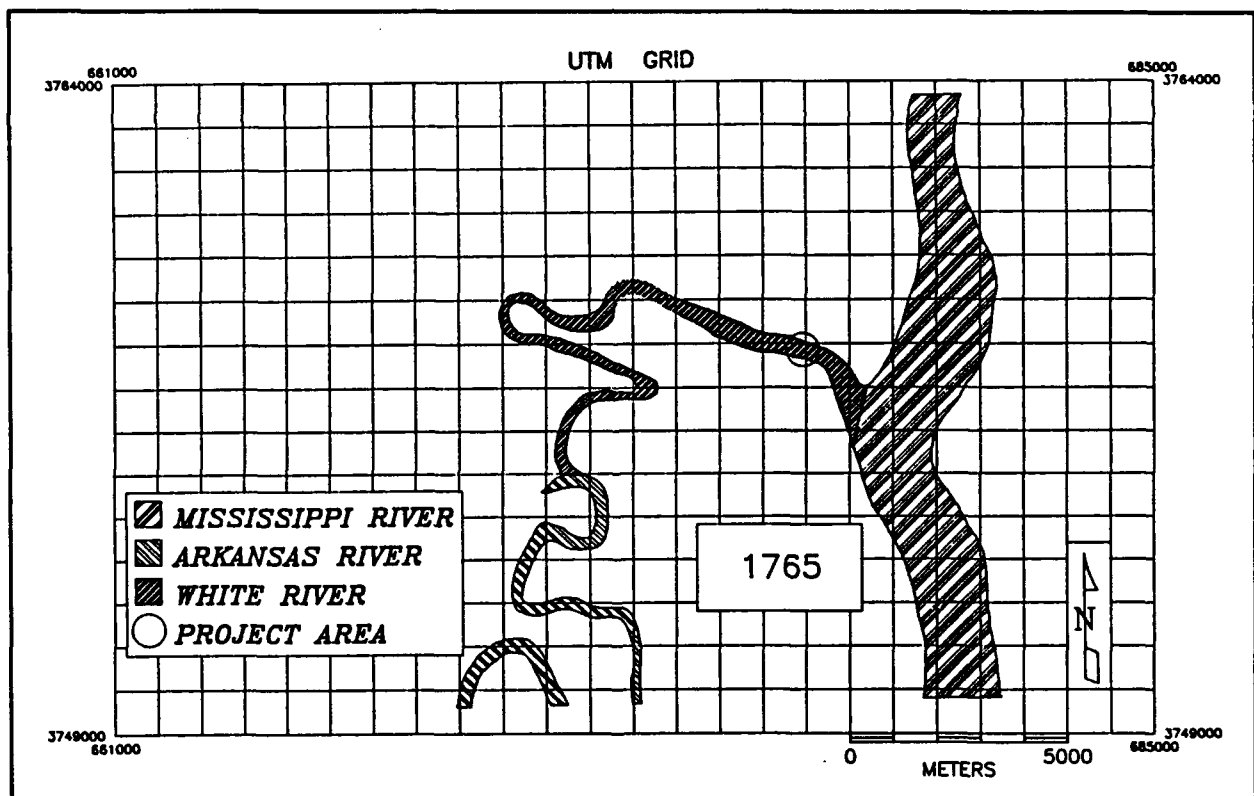 UTM GRID
661000
3764000
685000
3764000
MISSISSIPPI RIVER
ARKANSAS RIVER
WHITE RIVER
PROJECT AREA
1765
N
3749000
661000
3749000
685000
0 5000
METERS